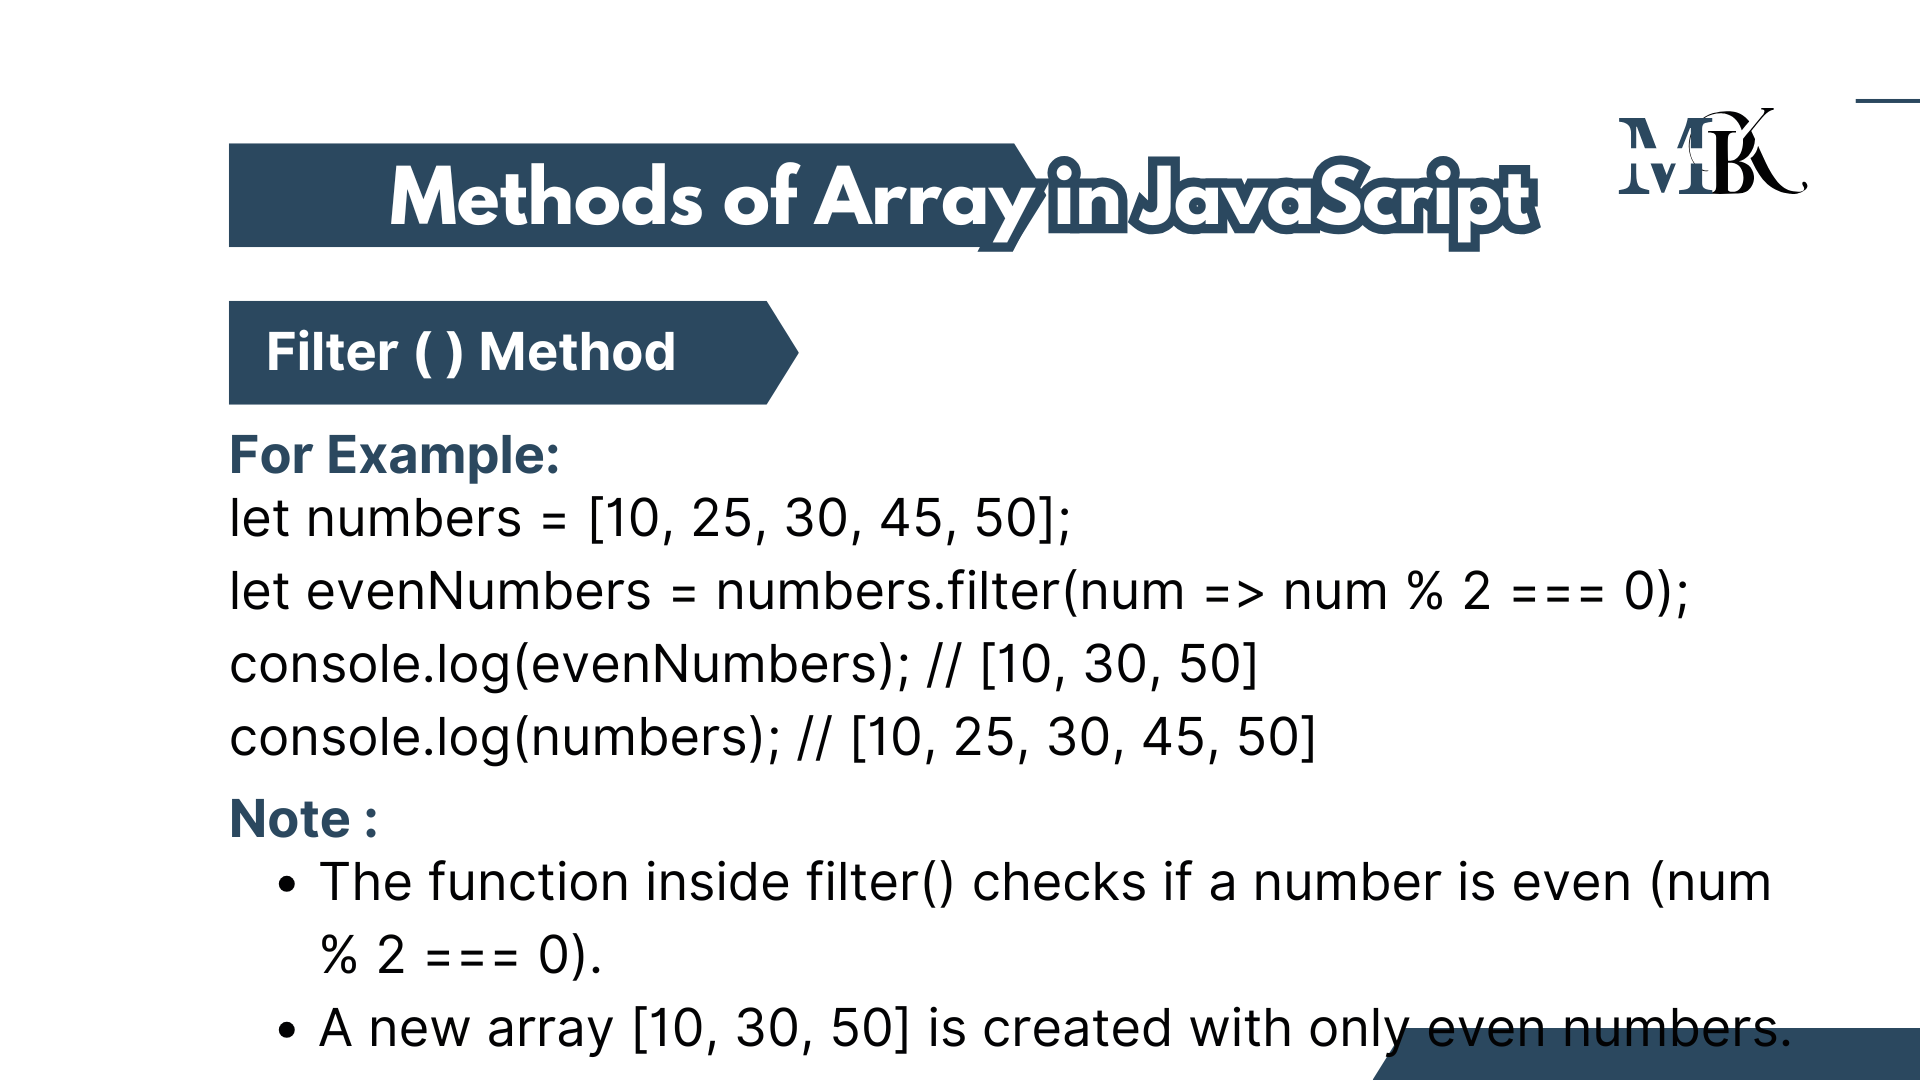 MBK
Methods of Array in JavaScript
Filter ( ) Method
For Example:
let numbers = [10, 25, 30, 45, 50];
let evenNumbers = numbers.filter(num => num % 2 === 0);
console.log(evenNumbers); // [10, 30, 50]
console.log(numbers); // [10, 25, 30, 45, 50]
Note :
• The function inside filter() checks if a number is even (num
% 2 === 0).
• A new array [10, 30, 50] is created with only even numbers.